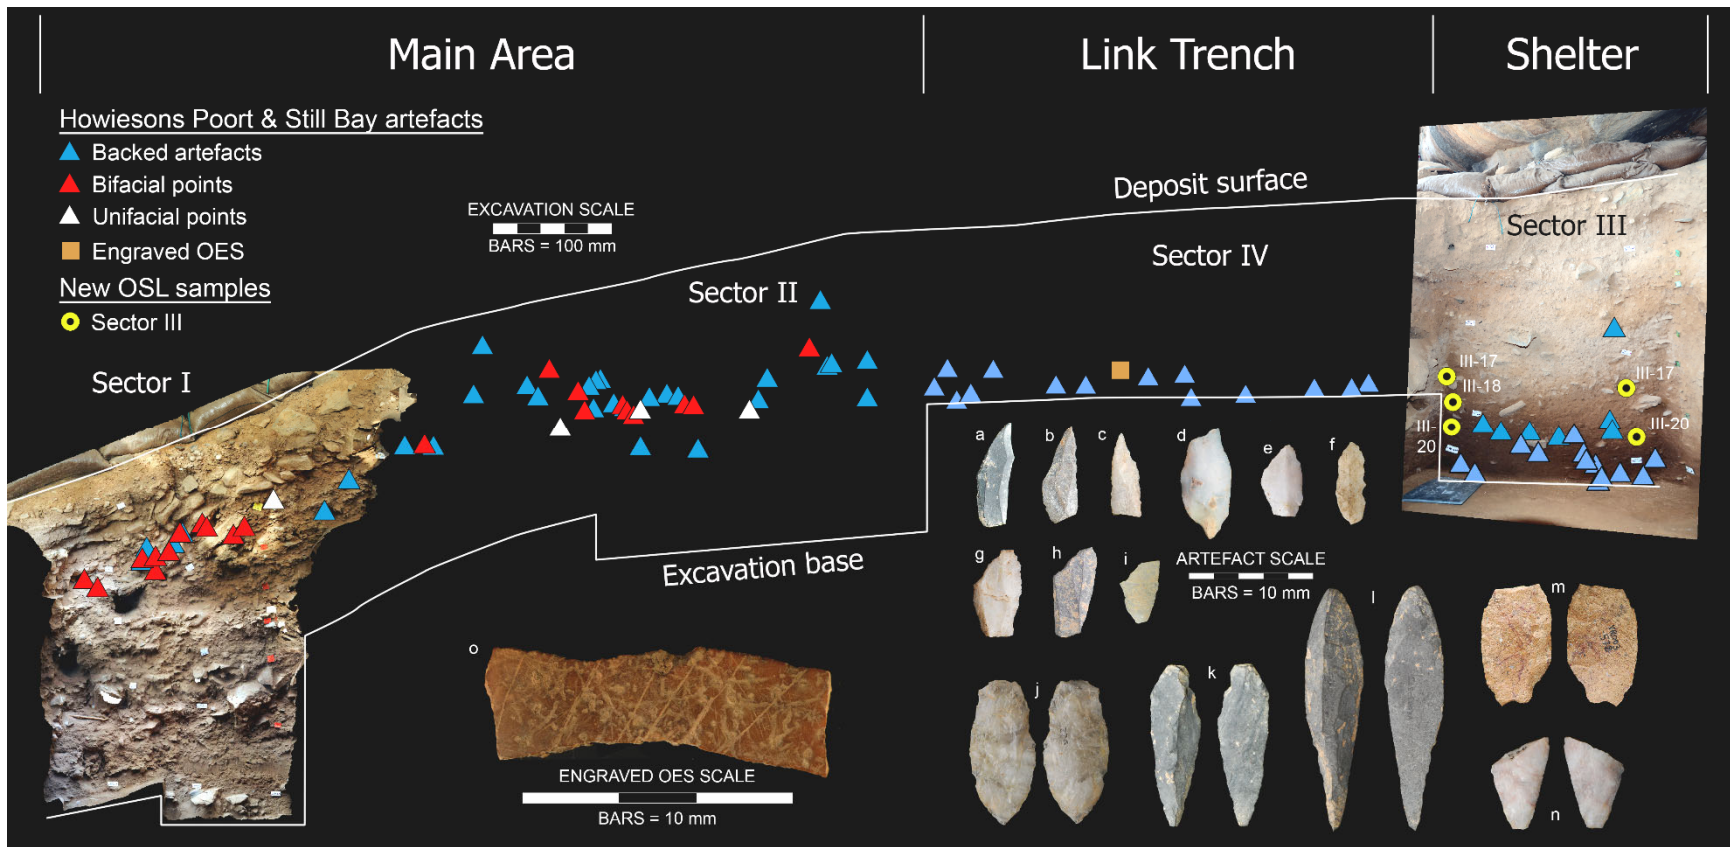 Main Area
Link Trench
Shelter
Howiesons Poort & Still Bay artefacts
Backed artefacts
Bifacial points
Unifacial points
Engraved OES
New OSL samples
Sector III
EXCAVATION SCALE
BARS = 100 mm
Deposit surface
Sector I
Sector II
Sector IV
Sector III
III-17
III-18
III-
20
III-17
III-20
Excavation base
a
b
c
d
e
f
g
h
i
ARTEFACT SCALE
BARS = 10 mm
j
k
l
m
n
o
ENGRAVED OES SCALE
BARS = 10 mm